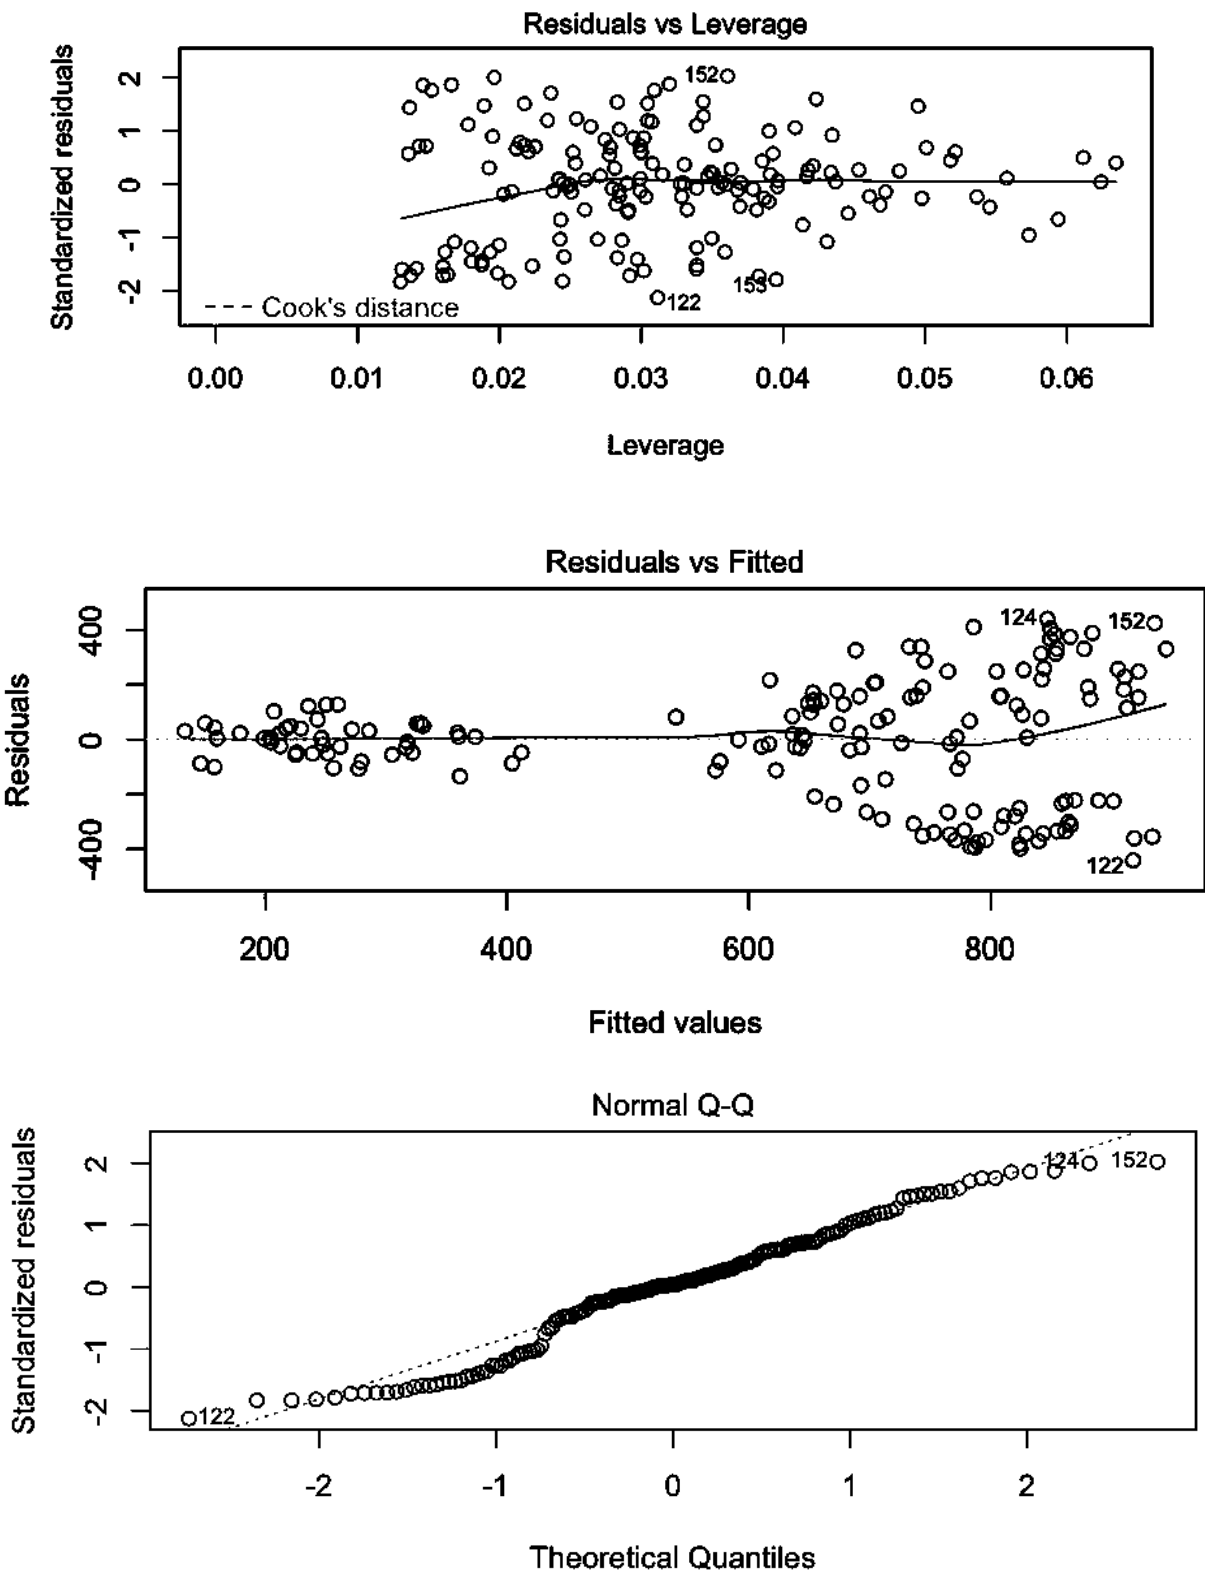 Residuals vs Leverage
Standardized residuals
2
1
0
-1
-2
152
153
122
Cook's distance
0.00 0.01 0.02 0.03 0.04 0.05 0.06
Leverage
Residuals vs Fitted
Residuals
400
0
-400
124
152
122
200 400 600 800
Fitted values
Normal Q-Q
Standardized residuals
2
1
0
-1
-2
124
152
122
-2 -1 0 1 2
Theoretical Quantiles